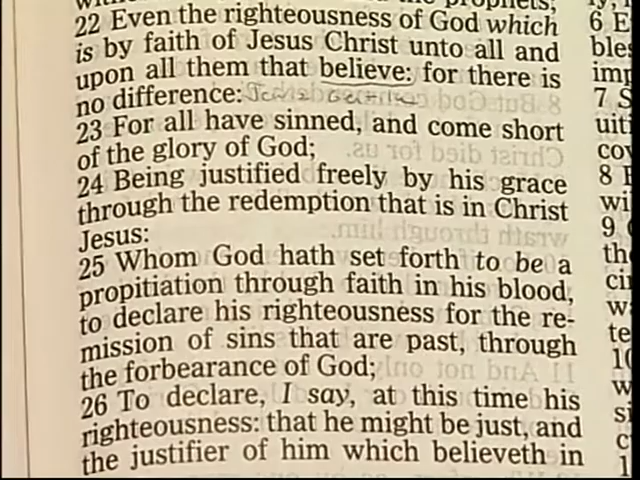 prophets;
22 Even the righteousness of God which
is by faith of Jesus Christ unto all and
upon all them that believe: for there is
no difference:
23 For all have sinned, and come short
of the glory of God;
24 Being justified freely by his grace
through the redemption that is in Christ
Jesus:
25 Whom God hath set forth to be a
propitiation through faith in his blood,
to declare his righteousness for the re-
mission of sins that are past, through
the forbearance of God;
26 To declare, I say, at this time his
righteousness: that he might be just, and
the justifier of him which believeth in
6
7
8
9